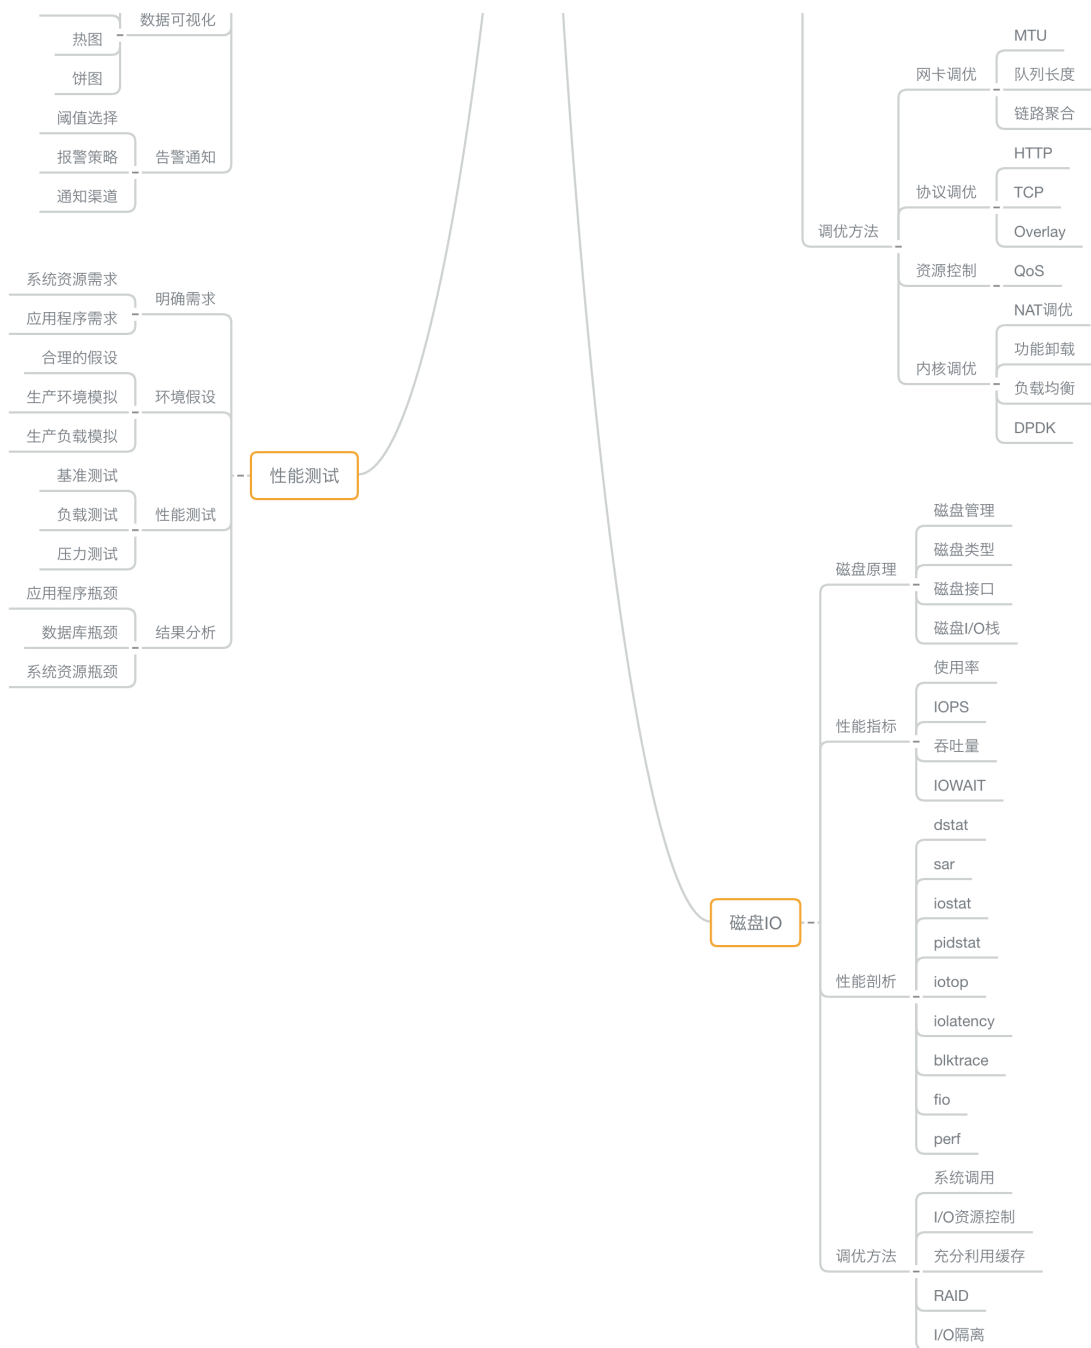 数据可视化
热图
饼图
阈值选择
报警策略
告警通知
通知渠道
系统资源需求
明确需求
应用程序需求
合理的假设
生产环境模拟
环境假设
生产负载模拟
基准测试
性能测试
负载测试
性能测试
压力测试
应用程序瓶颈
数据库瓶颈
结果分析
系统资源瓶颈
MTU
网卡调优
队列长度
链路聚合
HTTP
协议调优
TCP
调优方法
Overlay
资源控制
QoS
NAT调优
功能卸载
内核调优
负载均衡
DPDK
磁盘管理
磁盘类型
磁盘原理
磁盘接口
磁盘I/O栈
使用率
IOPS
性能指标
吞吐量
IOWAIT
dstat
sar
iostat
磁盘IO
pidstat
性能剖析
iotop
iolatency
blktrace
fio
perf
系统调用
I/O资源控制
调优方法
充分利用缓存
RAID
I/O隔离